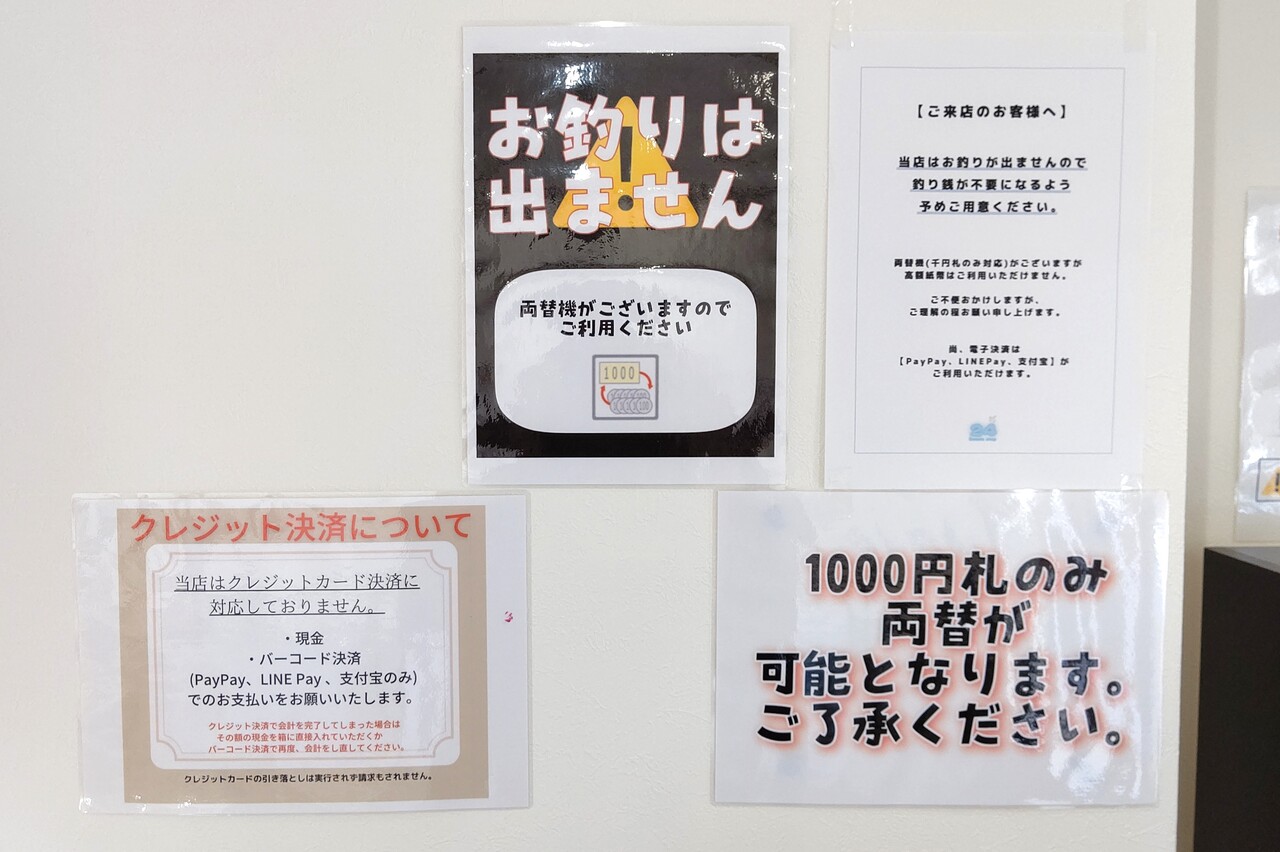 お釣りは
出ません
両替機がございますので
ご利用ください
1000
【ご来店のお客様へ】
当店はお釣りが出ませんので
釣り銭が不要になるよう
予めご用意ください。
両替機(千円札のみ対応)がございますが
高額紙幣はご利用いただけません。
ご不便おかけしますが、
ご理解の程お願い申し上げます。
尚、電子決済は
【PayPay、LINEPay、支付宝】が
ご利用いただけます。
24
クレジット決済について
当店はクレジットカード決済に
対応しておりません。
・現金
・バーコード決済
(PayPay、LINE Pay 、支付宝のみ)
でのお支払いをお願いいたします。
クレジット決済で会計を完了してしまった場合は
その額の現金を箱に直接入れていただくか
バーコード決済で再度、会計をし直してください。
クレジットカードの引き落としは実行されず請求もされません。
1000円札のみ
両替が
可能となります。
ご了承ください。